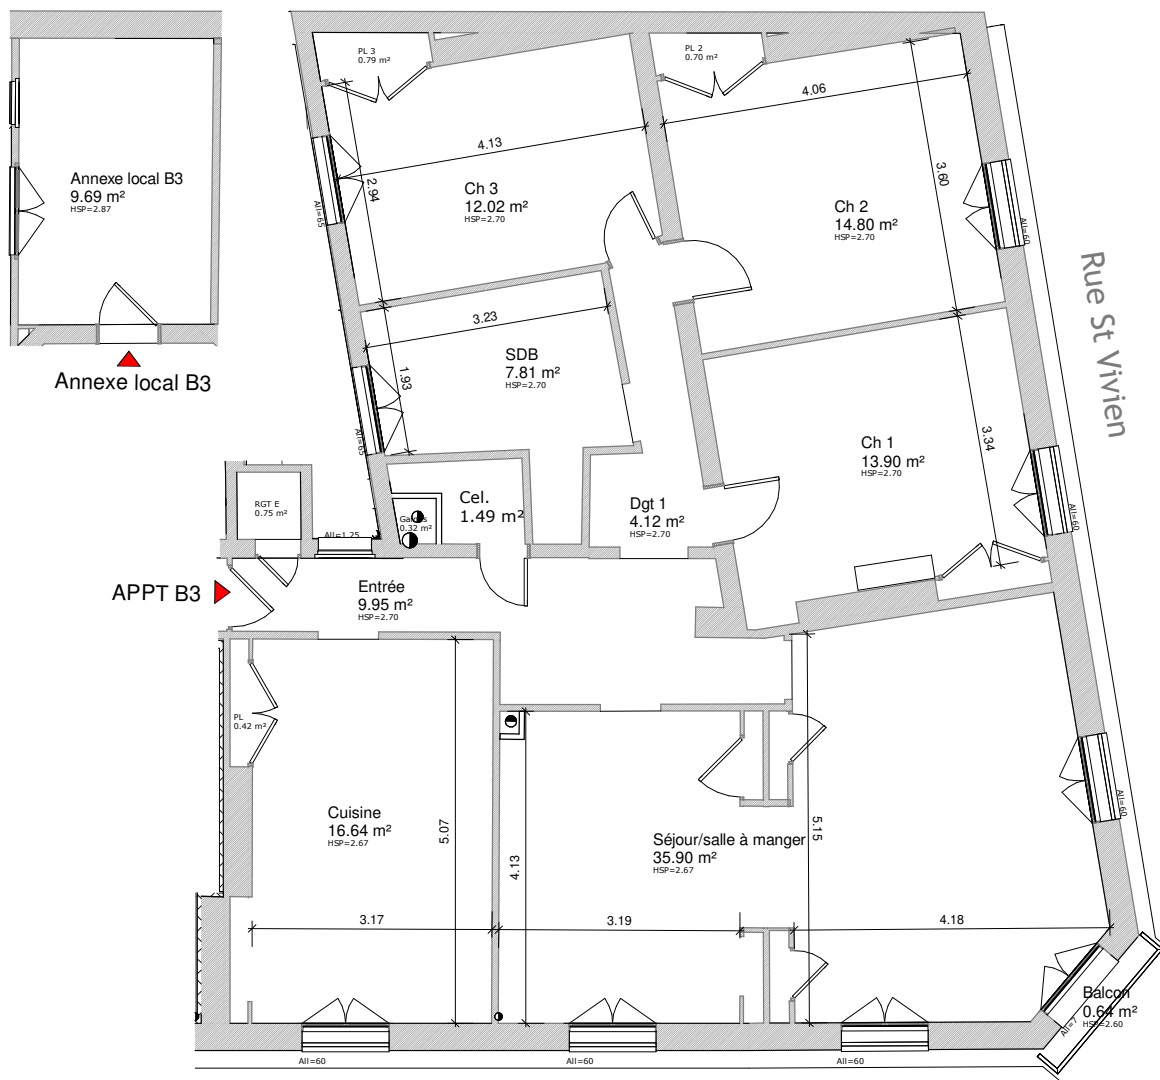 PL 3
0.79 m²
PL 2
0.70 m²
4.06
4.13
3.60
2.94
Annexe local B3
9.69 m²
HSP=2.87
Ch 3
12.02 m²
HSP=2.70
All=65
Ch 2
14.80 m²
HSP=2.70
All=60
Rue St Vivien
3.23
SDB
7.81 m²
HSP=2.70
1.93
All=65
Annexe local B3
3.34
Ch 1
13.90 m²
HSP=2.70
All=60
RGT E
0.75 m²
Cel.
1.49 m²
0.32 m²
Dgt 1
4.12 m²
HSP=2.70
All=1.25
APPT B3
Entrée
9.95 m²
HSP=2.70
PL
0.42 m²
Cuisine
16.64 m²
HSP=2.67
5.07
4.13
Séjour/salle à manger
35.90 m²
HSP=2.67
5.15
All=60
3.17
3.19
4.18
Balcon
0.64 m²
HSP=2.60
All=7
All=60
All=60
All=60